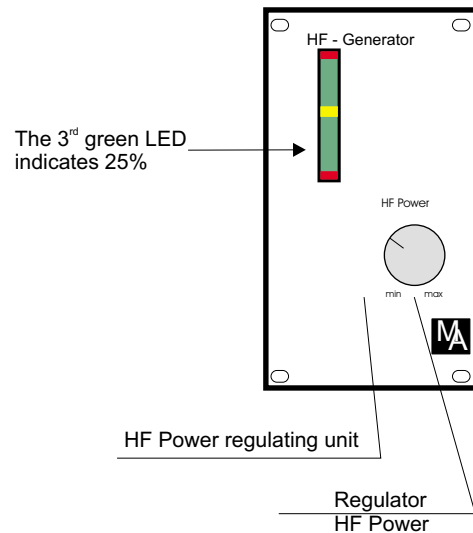 HF - Generator
The 3rd green LED
indicates 25%
HF Power
min max
MA
HF Power regulating unit
Regulator
HF Power